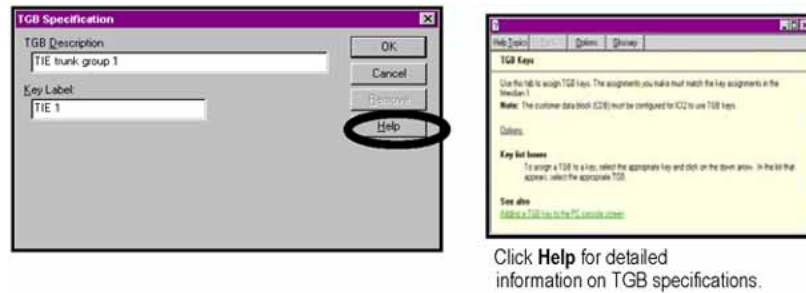 TGB Specification
TGB Description
TIE trunk group 1
Key Label:
TIE 1
OK
Cancel
Remove
Help
Help Topics
Options
Glossary
TGB Keys
Use this tab to assign TGB keys. The assignments you make must match the key assignments in the
Meridian 1.
Note: The customer data block (CDB) must be configured for IC2 to use TGB keys.
Options
Key list boxes
To assign a TGB to a key, select the appropriate key and click on the down arrow. In the list that
appears, select the appropriate TGB.
See also
Adding a TGB key to the PC console screen
Click Help for detailed
information on TGB specifications.